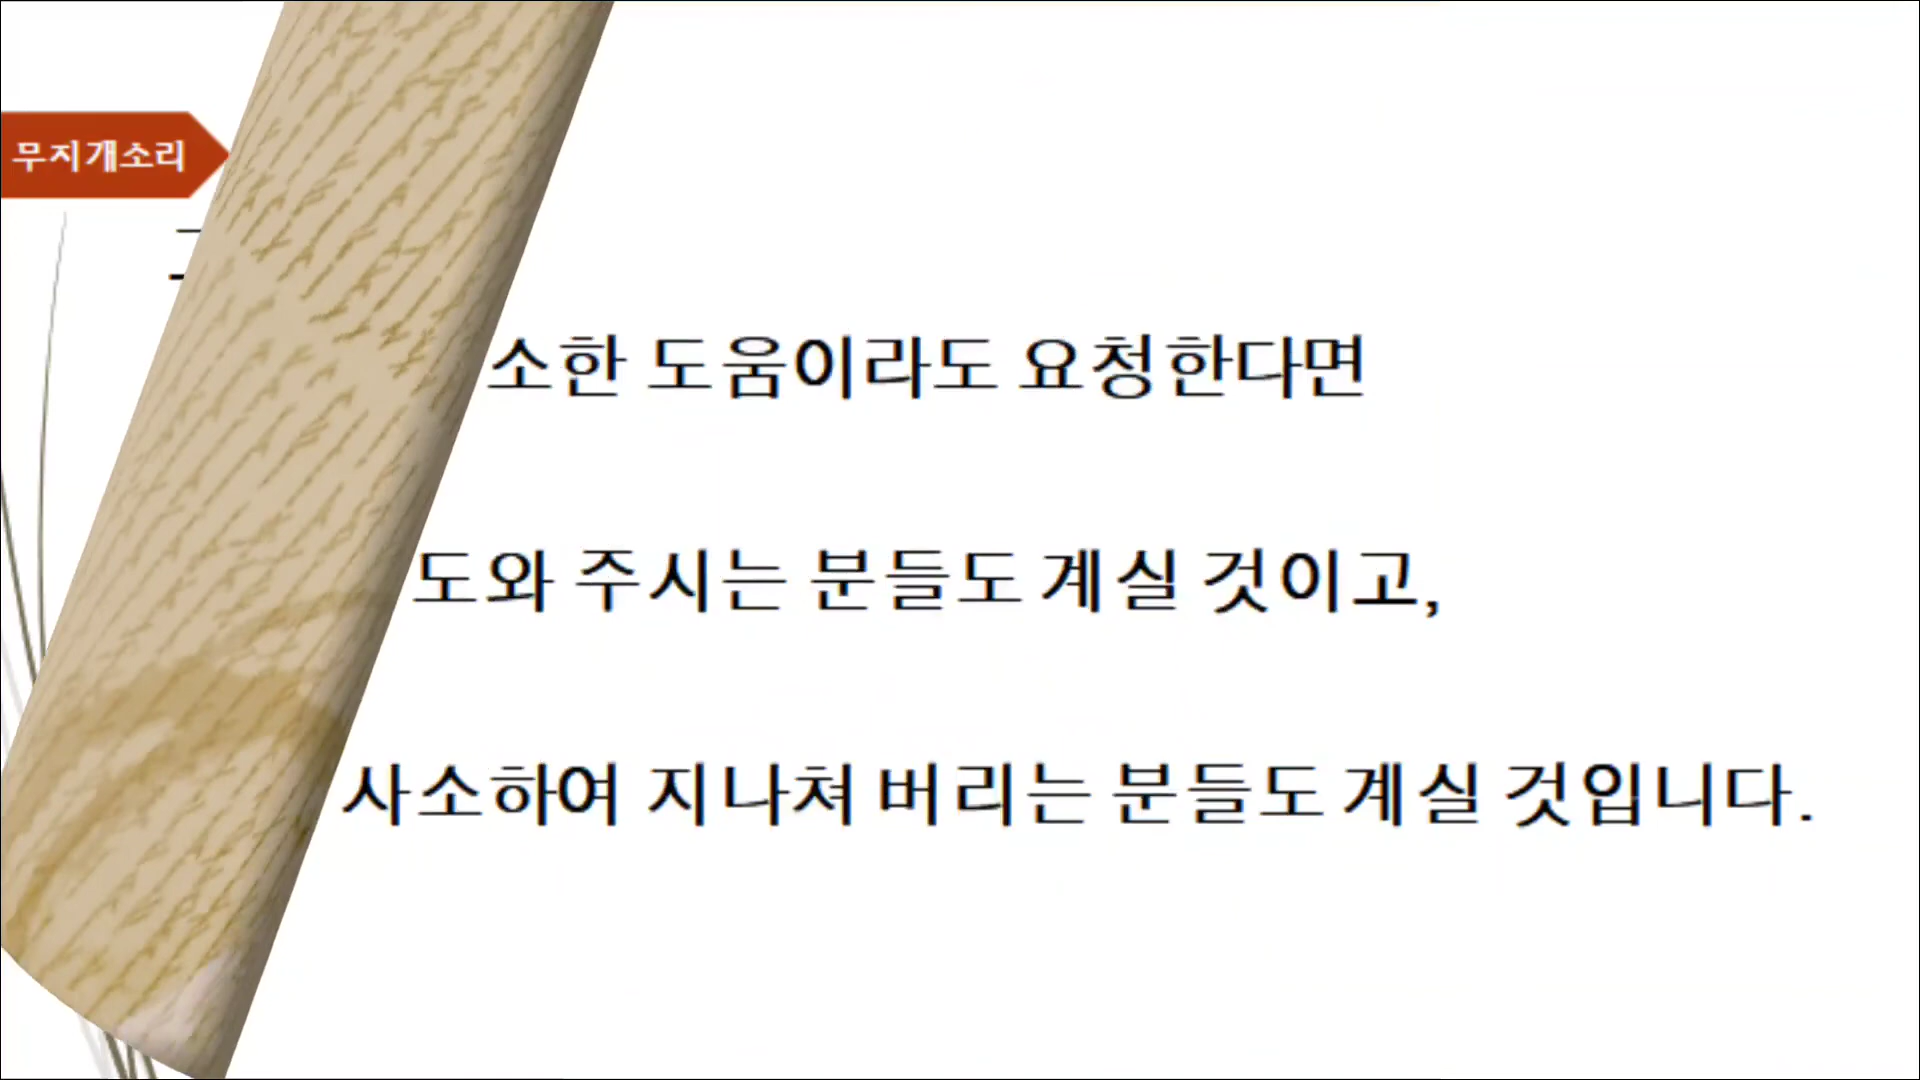 무지개소리
소한 도움이라도 요청한다면
도와 주시는 분들도 계실 것이고,
사소하여 지나쳐 버리는 분들도 계실 것입니다.